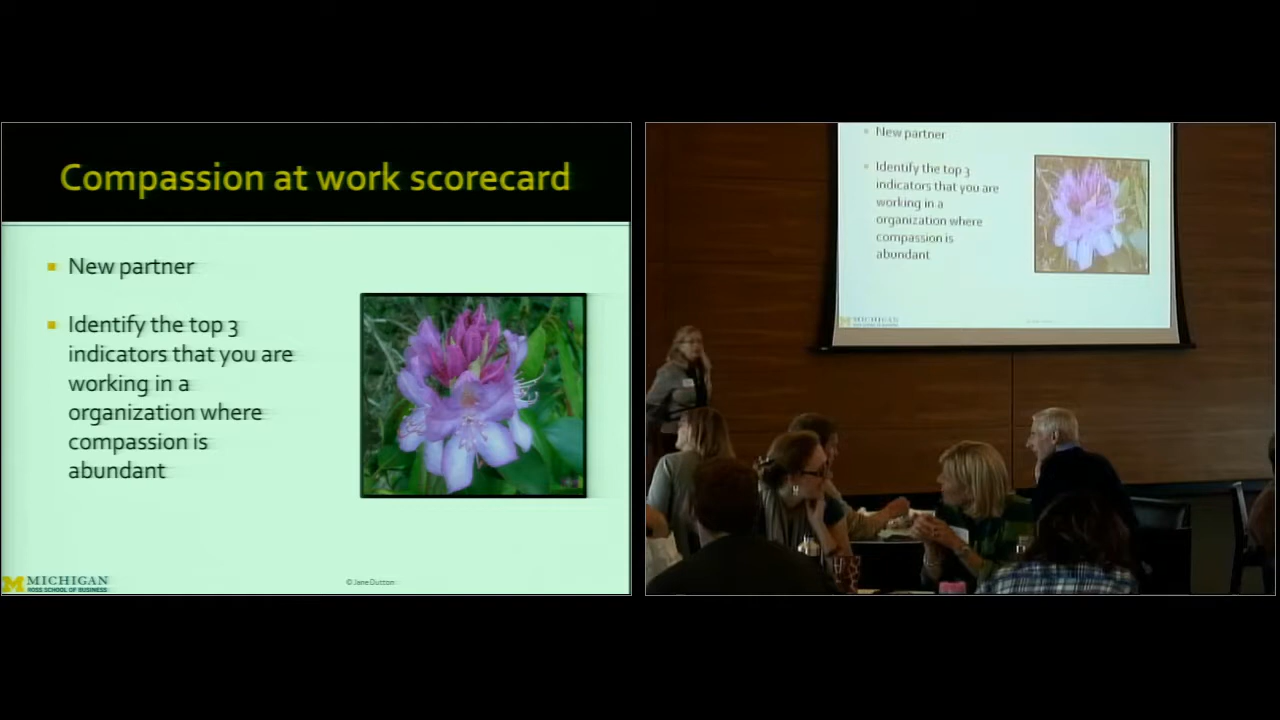 Compassion at work scorecard
New partner
Identify the top 3
indicators that you are
working in a
organization where
compassion is
abundant
M MICHIGAN
ROSS SCHOOL OF BUSINESS
© Jane Dutton
New partner
Identify the top 3
indicators that you are
working in a
organization where
compassion is
abundant
M MICHIGAN